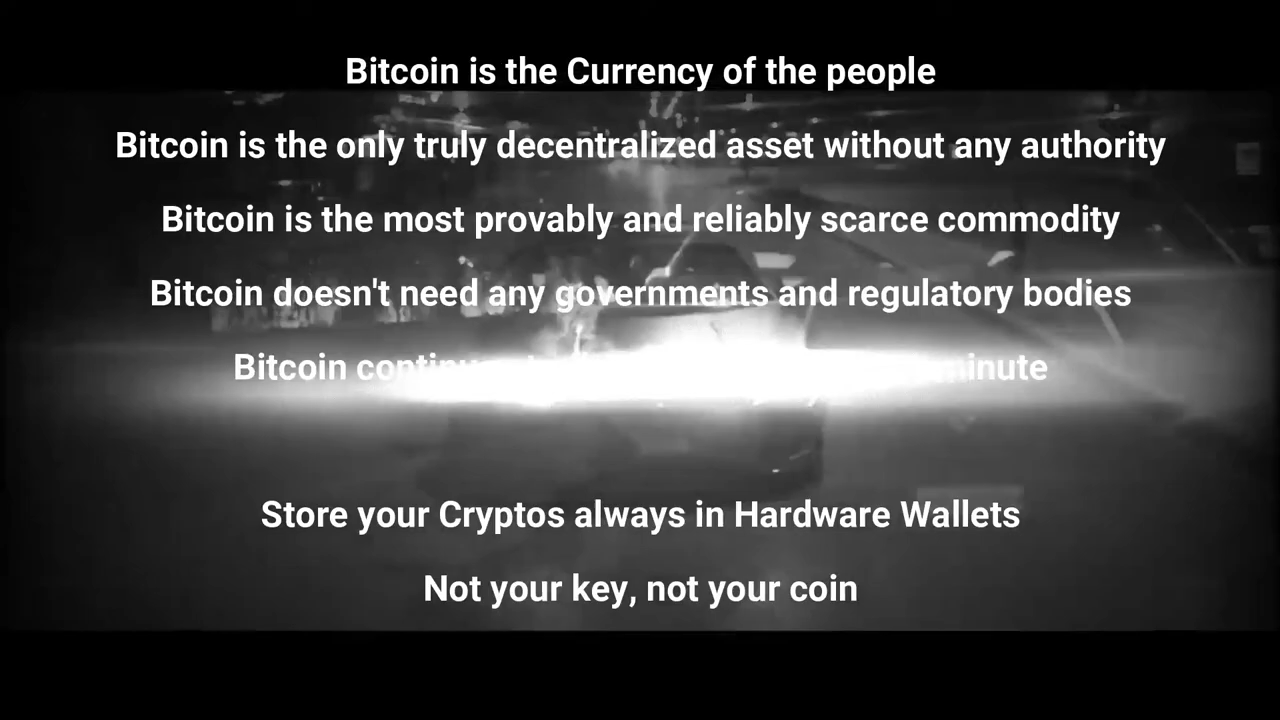 Bitcoin is the Currency of the people
Bitcoin is the only truly decentralized asset without any authority
Bitcoin is the most provably and reliably scarce commodity
Bitcoin doesn't need any governments and regulatory bodies
Bitcoin minute
Store your Cryptos always in Hardware Wallets
Not your key, not your coin